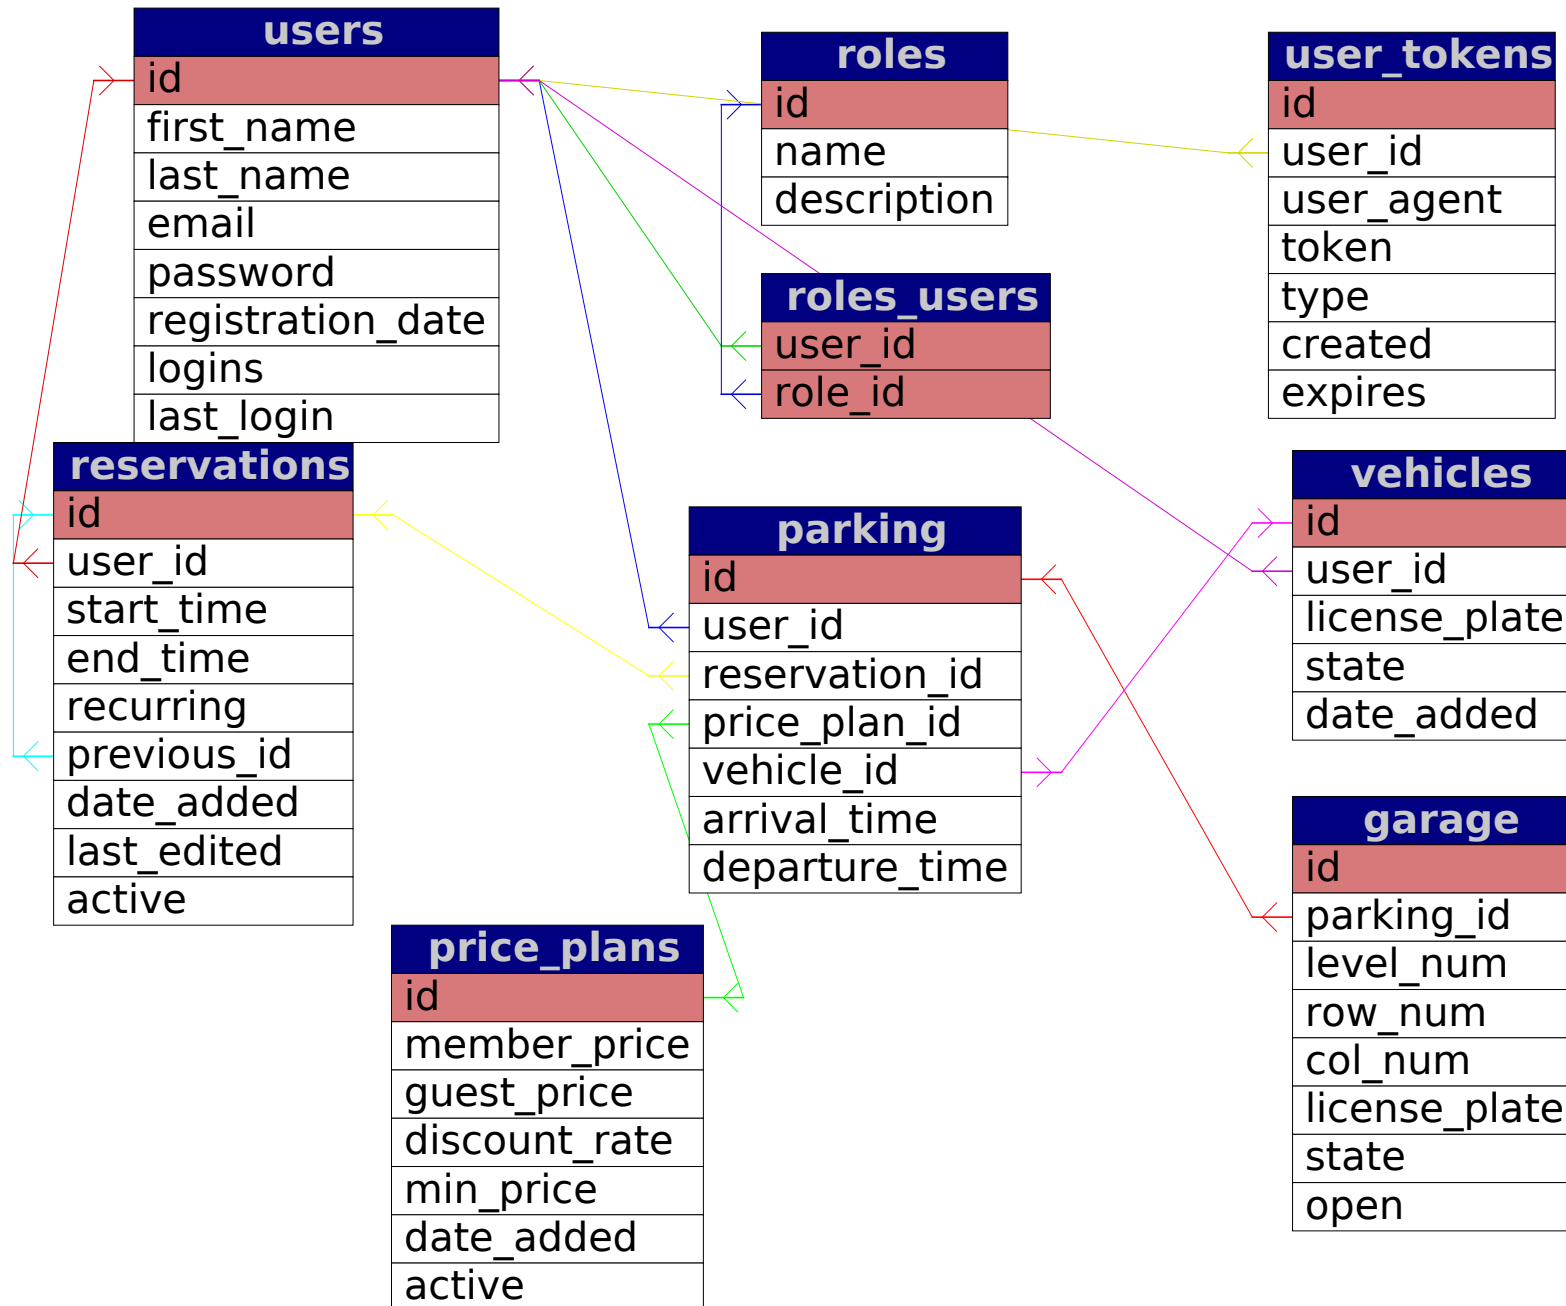 users
id
first_name
last_name
email
password
registration_date
logins
last_login
roles
id
name
description
user_tokens
id
user_id
user_agent
token
type
created
expires
roles_users
user_id
role_id
reservations
id
user_id
start_time
end_time
recurring
previous_id
date_added
last_edited
active
parking
id
user_id
reservation_id
price_plan_id
vehicle_id
arrival_time
departure_time
vehicles
id
user_id
license_plate
state
date_added
garage
id
parking_id
level_num
row_num
col_num
license_plate
state
open
price_plans
id
member_price
guest_price
discount_rate
min_price
date_added
active